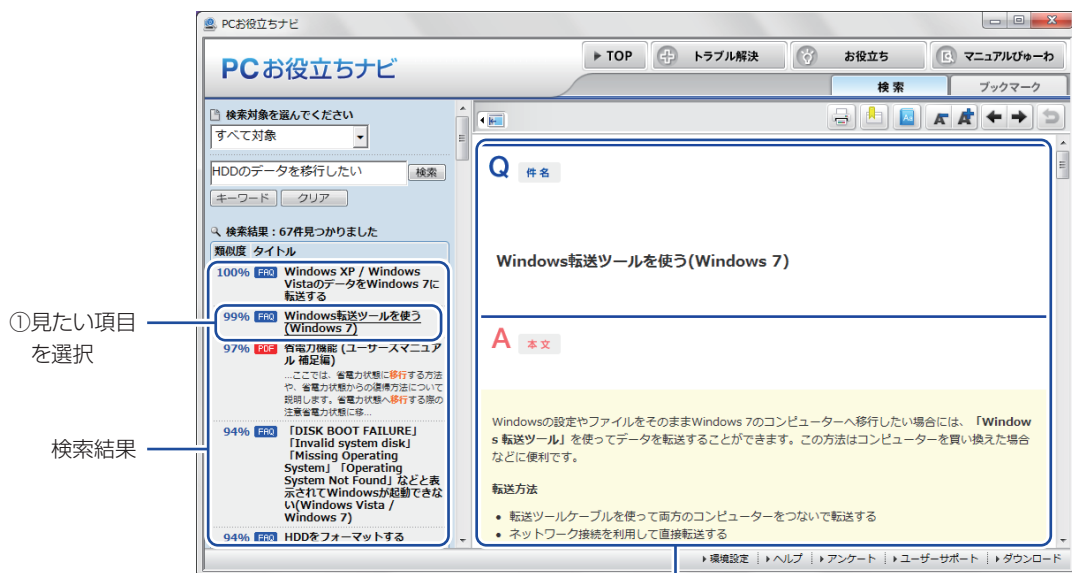 PCお役立ちナビ
PCお役立ちナビ
TOP
トラブル解決
お役立ち
マニュアルびゅーわ
検索
ブックマーク
検索対象を選んでください
すべて対象
HDDのデータを移行したい
検索
キーワード
クリア
検索結果:67件見つかりました
類似度 タイトル
100% FAQ Windows XP / Windows
VistaのデータをWindows 7に
転送する
99% FAQ Windows転送ツールを使う
(Windows 7)
97% PDF 省電力機能 (ユーザーズマニュア
ル 補足編)
...ここでは、省電力状態に移行する方法
や、省電力状態からの復帰方法について
説明します。省電力状態へ移行する際の
注意省電力状態に移...
94% FAQ 「DISK BOOT FAILURE」
「Invalid system disk」
「Missing Operating
System」「Operating
System Not Found」などと表
示されてWindowsが起動できな
い(Windows Vista /
Windows 7)
94% FAQ HDDをフォーマットする
①見たい項目
を選択
検索結果
Q 件名
Windows転送ツールを使う(Windows 7)
A 本文
Windowsの設定やファイルをそのままWindows 7のコンピューターへ移行したい場合には、「Window
s 転送ツール」を使ってデータを転送することができます。この方法はコンピューターを買い換えた場合
などに便利です。
転送方法
• 転送ツールケーブルを使って両方のコンピューターをつないで転送する
• ネットワーク接続を利用して直接転送する
環境設定
ヘルプ
アンケート
ユーザーサポート
ダウンロード